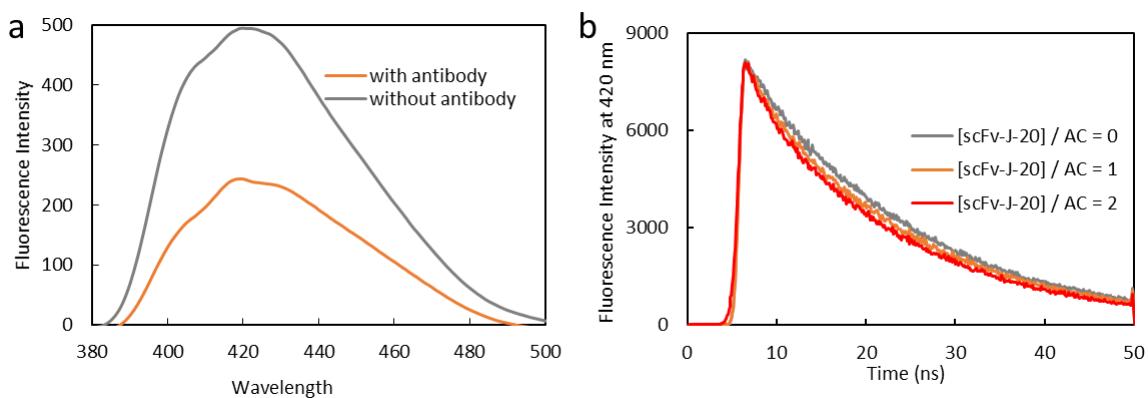 a
Fluorescence Intensity
500
400
300
200
100
0
with antibody
without antibody
380
400
420
440
460
480
500
Wavelength
b
Fluorescence Intensity at 420 nm
9000
6000
3000
0
[scFv-J-20] / AC = 0
[scFv-J-20] / AC = 1
[scFv-J-20] / AC = 2
0
10
20
30
40
50
Time (ns)